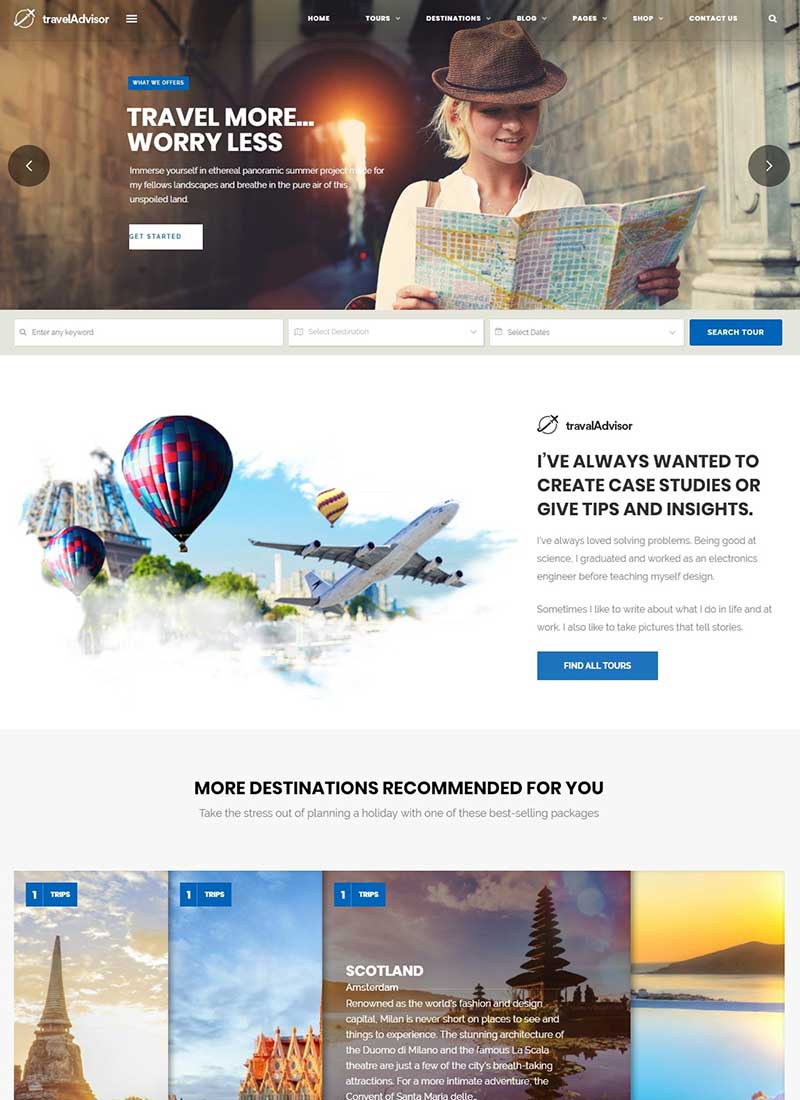 travelAdvisor
HOME TOURS DESTINATIONS BLOG PAGES SHOP CONTACT US
WHAT WE OFFERS
TRAVEL MORE...
WORRY LESS
Immerse yourself in ethereal panoramic summer project made for
my fellows landscapes and breathe in the pure air of this
unspoiled land.
GET STARTED
Enter any keyword
Select Destination
Select Dates
SEARCH TOUR
travalAdvisor
I'VE ALWAYS WANTED TO
CREATE CASE STUDIES OR
GIVE TIPS AND INSIGHTS.
I've always loved solving problems. Being good at
science, I graduated and worked as an electronics
engineer before teaching myself design.
Sometimes I like to write about what I do in life and at
work. I also like to take pictures that tell stories.
FIND ALL TOURS
MORE DESTINATIONS RECOMMENDED FOR YOU
Take the stress out of planning a holiday with one of these best-selling packages
1 TRIPS
1 TRIPS
1 TRIPS
SCOTLAND
Amsterdam
Renowned as the world's fashion and design
capital, Milan is never short on places to see and
things to experience. The stunning architecture of
the Duomo di Milano and the famous La Scala
theatre are just a few of the city's breath-taking
attractions. For a more intimate adventure, the
Convent of Santa Maria delle